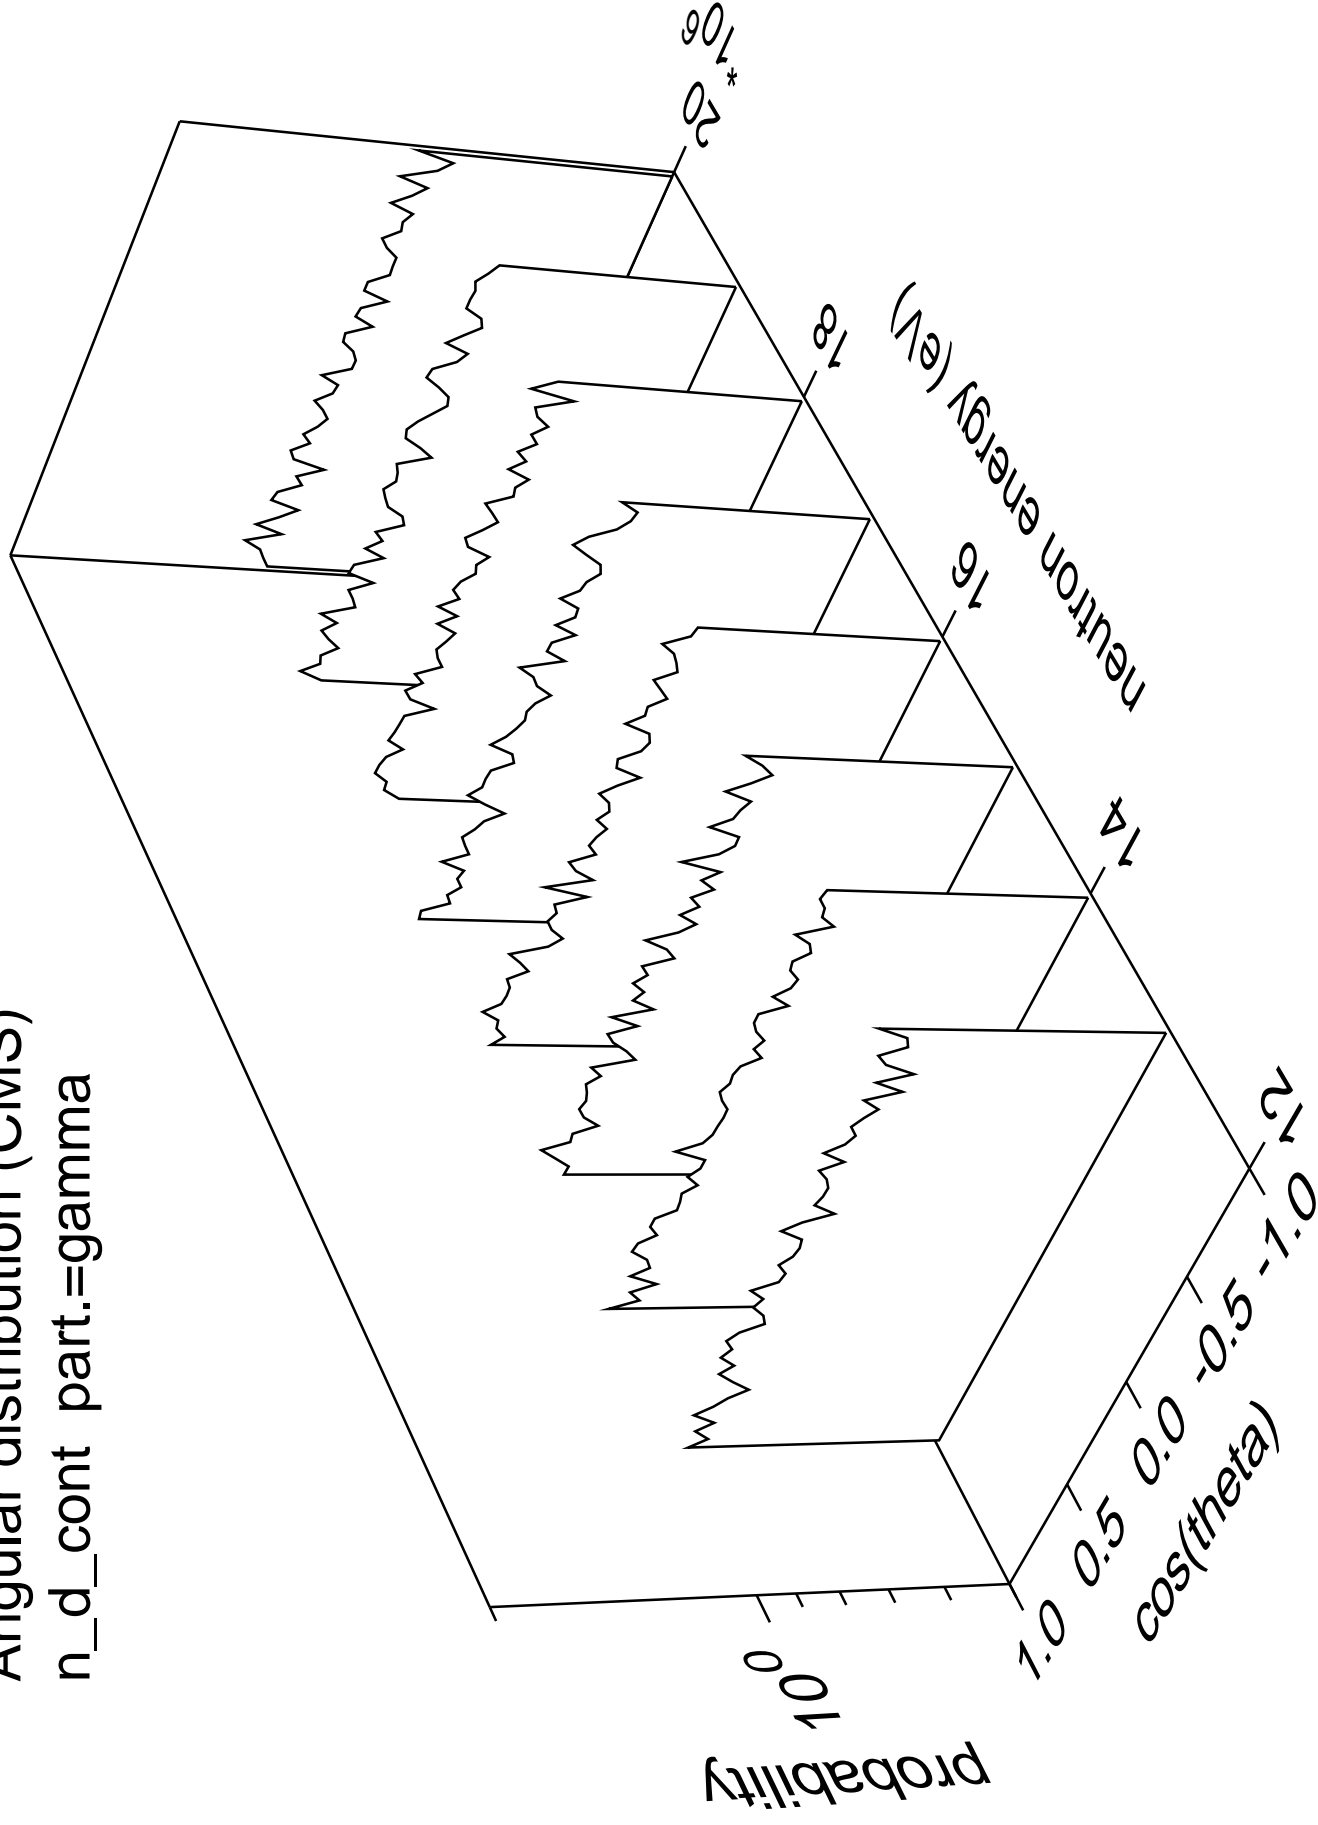 Angular distribution (CMS)
n_d_cont part.=gamma
probability
10 0
1.0
0.5
0.0
-0.5
-1.0
cos(theta)
12
14
16
18
20
* 10 6
neutron energy (eV)